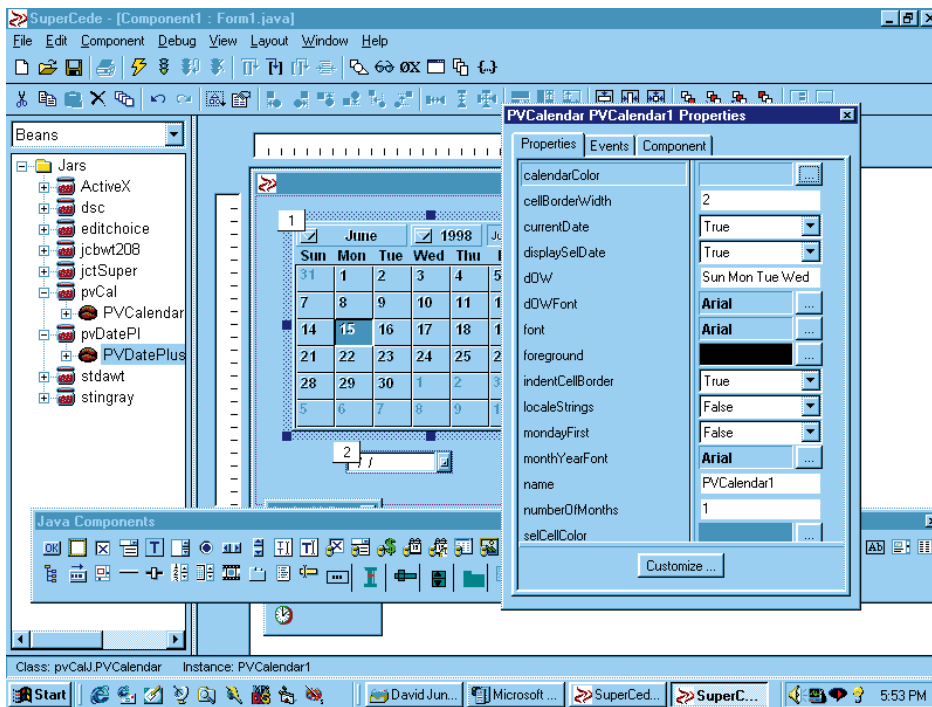 SuperCede - [Component1 : Form1.java]
File Edit Component Debug View Layout Window Help
Beans
Jars
ActiveX
dsc
editchoice
jcbwt208
jctSuper
pvCal
PVCalendar
pvDatePl
PVDatePlus
stdawt
stingray
1
June 1998
Sun Mon Tue Wed Thu
31 1 2 3 4 5
7 8 9 10 11
14 15 16 17 18
21 22 23 24 25
28 29 30 1 2
5 6 7 8 9
2
/ /
PVCalendar PVCalendar1 Properties
Properties Events Component
calendarColor ...
cellBorderWidth 2
currentDate True
displaySelDate True
dOW Sun Mon Tue Wed
dOWFont Arial ...
font Arial ...
foreground ...
indentCellBorder True
localeStrings False
mondayFirst False
monthYearFont Arial ...
name PVCalendar1
numberOfMonths 1
selCellColor ...
Customize ...
Java Components
OK
Ab
Class: pvCalJ.PVCalendar Instance: PVCalendar1
Start David Jun... Microsoft ... SuperCed... SuperC... 5:53 PM